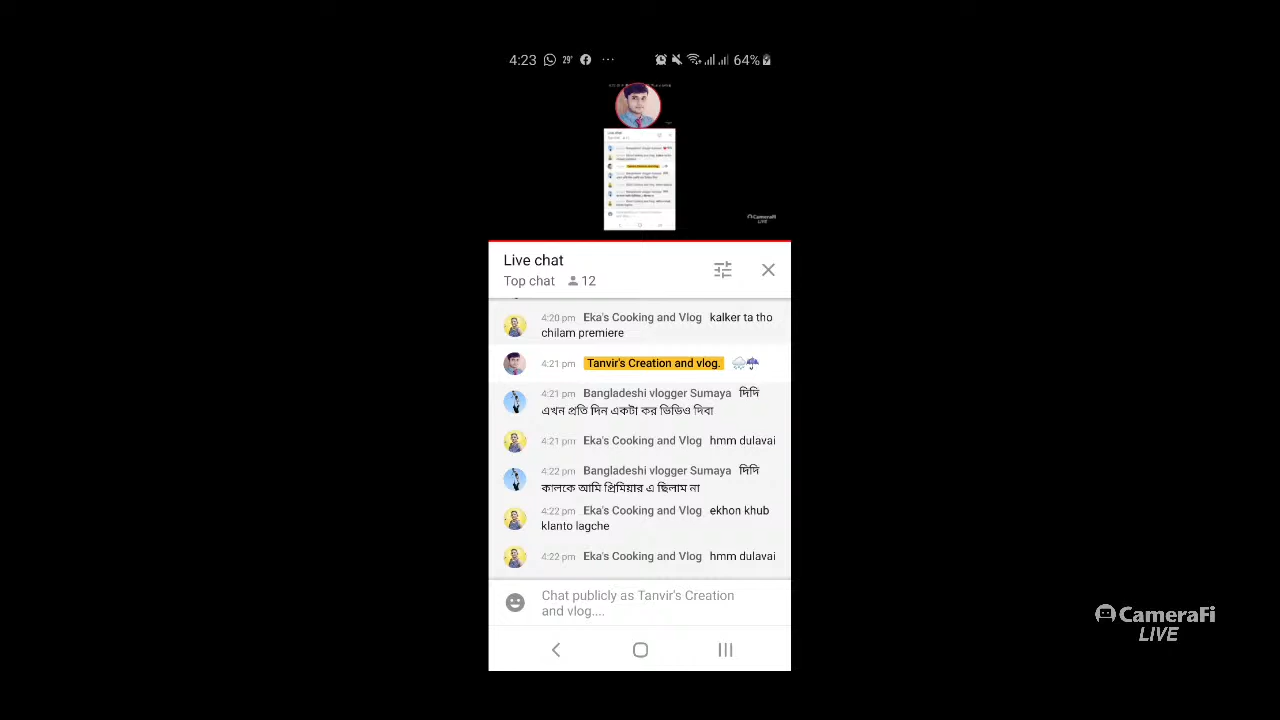 4:23 29° 64%
CameraFi
LIVE
Live chat
Top chat 12
4:20 pm Eka's Cooking and Vlog kalker ta tho
chilam premiere
4:21 pm Tanvir's Creation and vlog.
4:21 pm Bangladeshi vlogger Sumaya দিদি
এখন প্রতি দিন একটা কর ভিডিও দিবা
4:21 pm Eka's Cooking and Vlog hmm dulavai
4:22 pm Bangladeshi vlogger Sumaya দিদি
কালকে আমি প্রিমিয়ার এ ছিলাম না
4:22 pm Eka's Cooking and Vlog ekhon khub
klanto lagche
4:22 pm Eka's Cooking and Vlog hmm dulavai
Chat publicly as Tanvir's Creation
and vlog....
CameraFi
LIVE